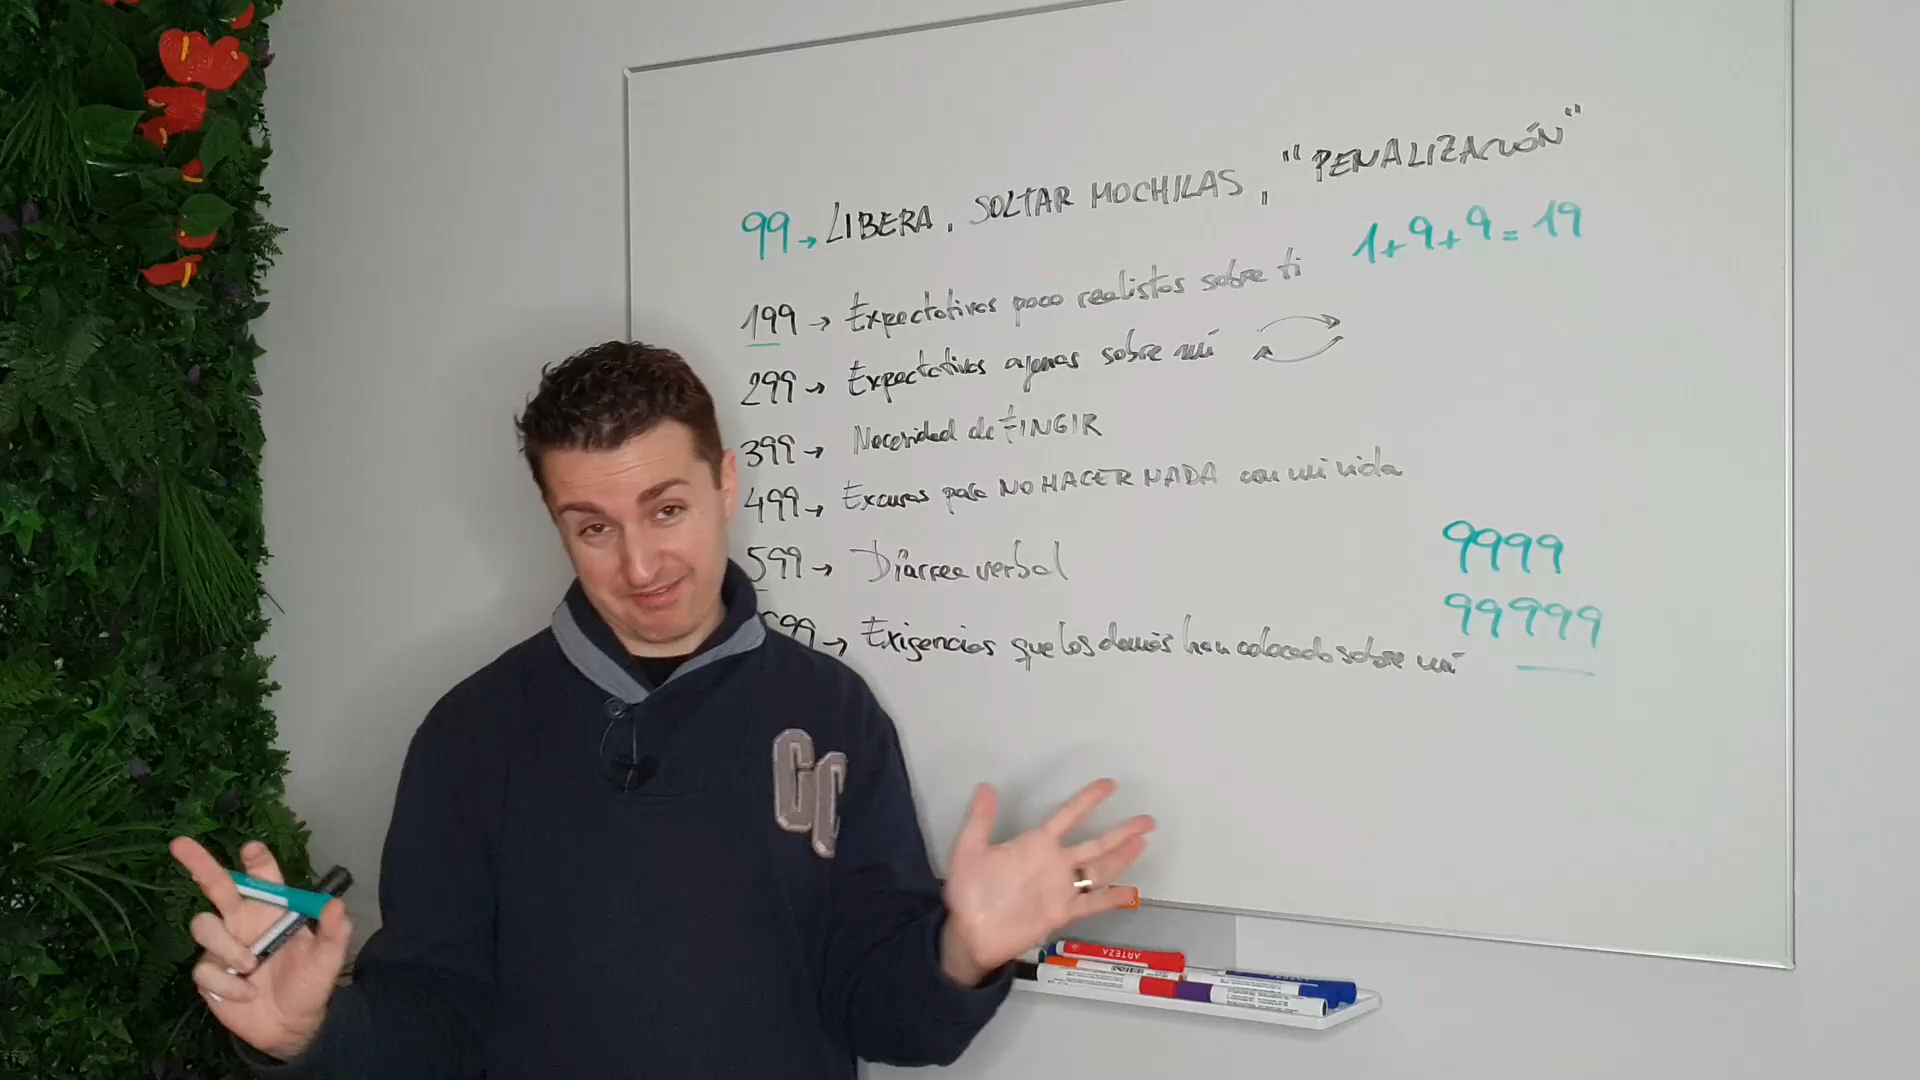 99 → LIBERA, SOLTAR MOCHILAS, "PENALIZACIÓN"
1+9+9=19
199 → Expectativas poco realistas sobre ti
299 → Expectativas ajenas sobre mí
399 → Necesidad de FINGIR
499 → Excusas para NO HACER NADA con mi vida
599 → Diarrea verbal
699 → Exigencias que los demás han colocado sobre mí
9999
99999
GC
ARTEZA